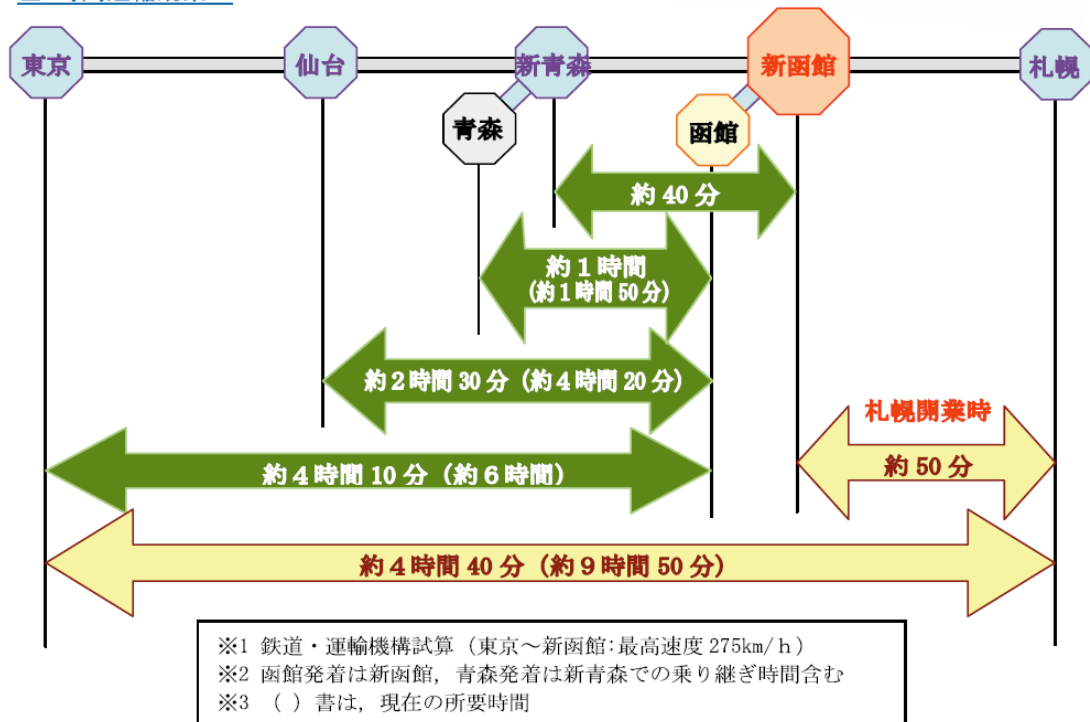 東京
仙台
新青森
新函館
札幌
青森
函館
約 40 分
約 1 時間
(約 1 時間 50 分)
約 2 時間 30 分 (約 4 時間 20 分)
札幌開業時
約 50 分
約 4 時間 10 分 (約 6 時間)
約 4 時間 40 分 (約 9 時間 50 分)
※1 鉄道・運輸機構試算 (東京～新函館:最高速度 275km/ｈ)
※2 函館発着は新函館, 青森発着は新青森での乗り継ぎ時間含む
※3 ( ) 書は, 現在の所要時間